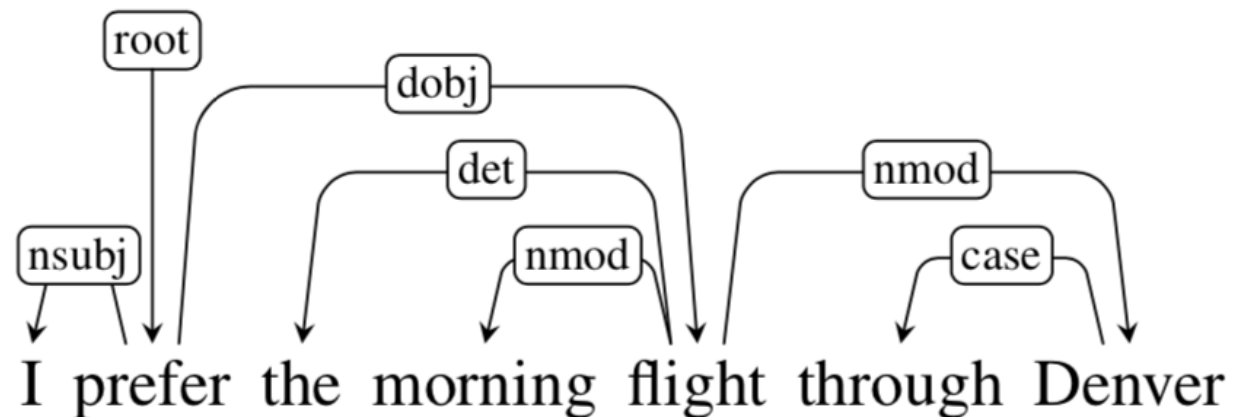 root
dobj
det
nmod
nsubj
nmod
case
I prefer the morning flight through Denver